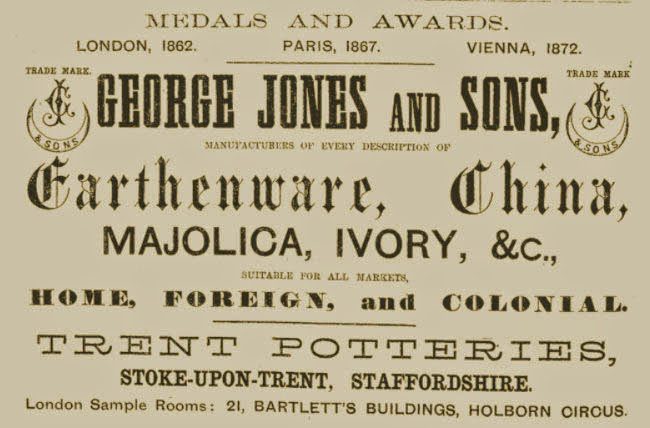 MEDALS AND AWARDS.
LONDON, 1862. PARIS, 1867. VIENNA, 1872.
TRADE MARK. TRADE MARK
GEORGE JONES AND SONS,
& SONS & SONS
MANUFACTURERS OF EVERY DESCRIPTION OF
Earthenware, China,
MAJOLICA, IVORY, &c.,
SUITABLE FOR ALL MARKETS,
HOME, FOREIGN, and COLONIAL.
TRENT POTTERIES,
STOKE-UPON-TRENT, STAFFORDSHIRE.
London Sample Rooms: 21, BARTLETT'S BUILDINGS, HOLBORN CIRCUS.